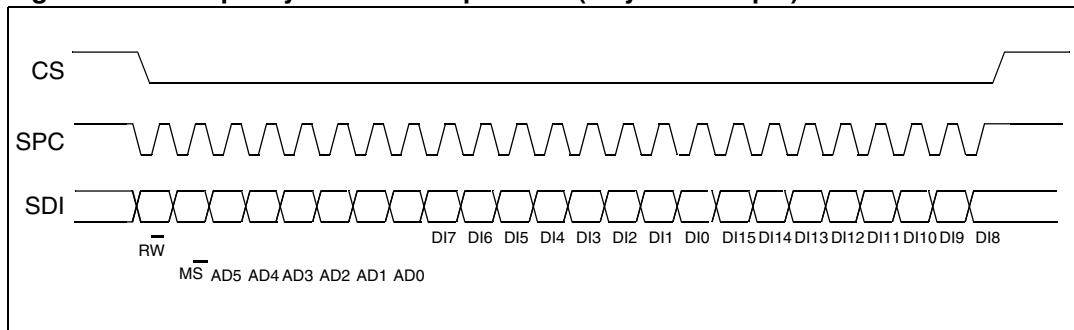 CS
SPC
SDI
DI7 DI6 DI5 DI4 DI3 DI2 DI1 DI0 DI15 DI14 DI13 DI12 DI11 DI10 DI9 DI8
RW̅
MS̅ AD5 AD4 AD3 AD2 AD1 AD0